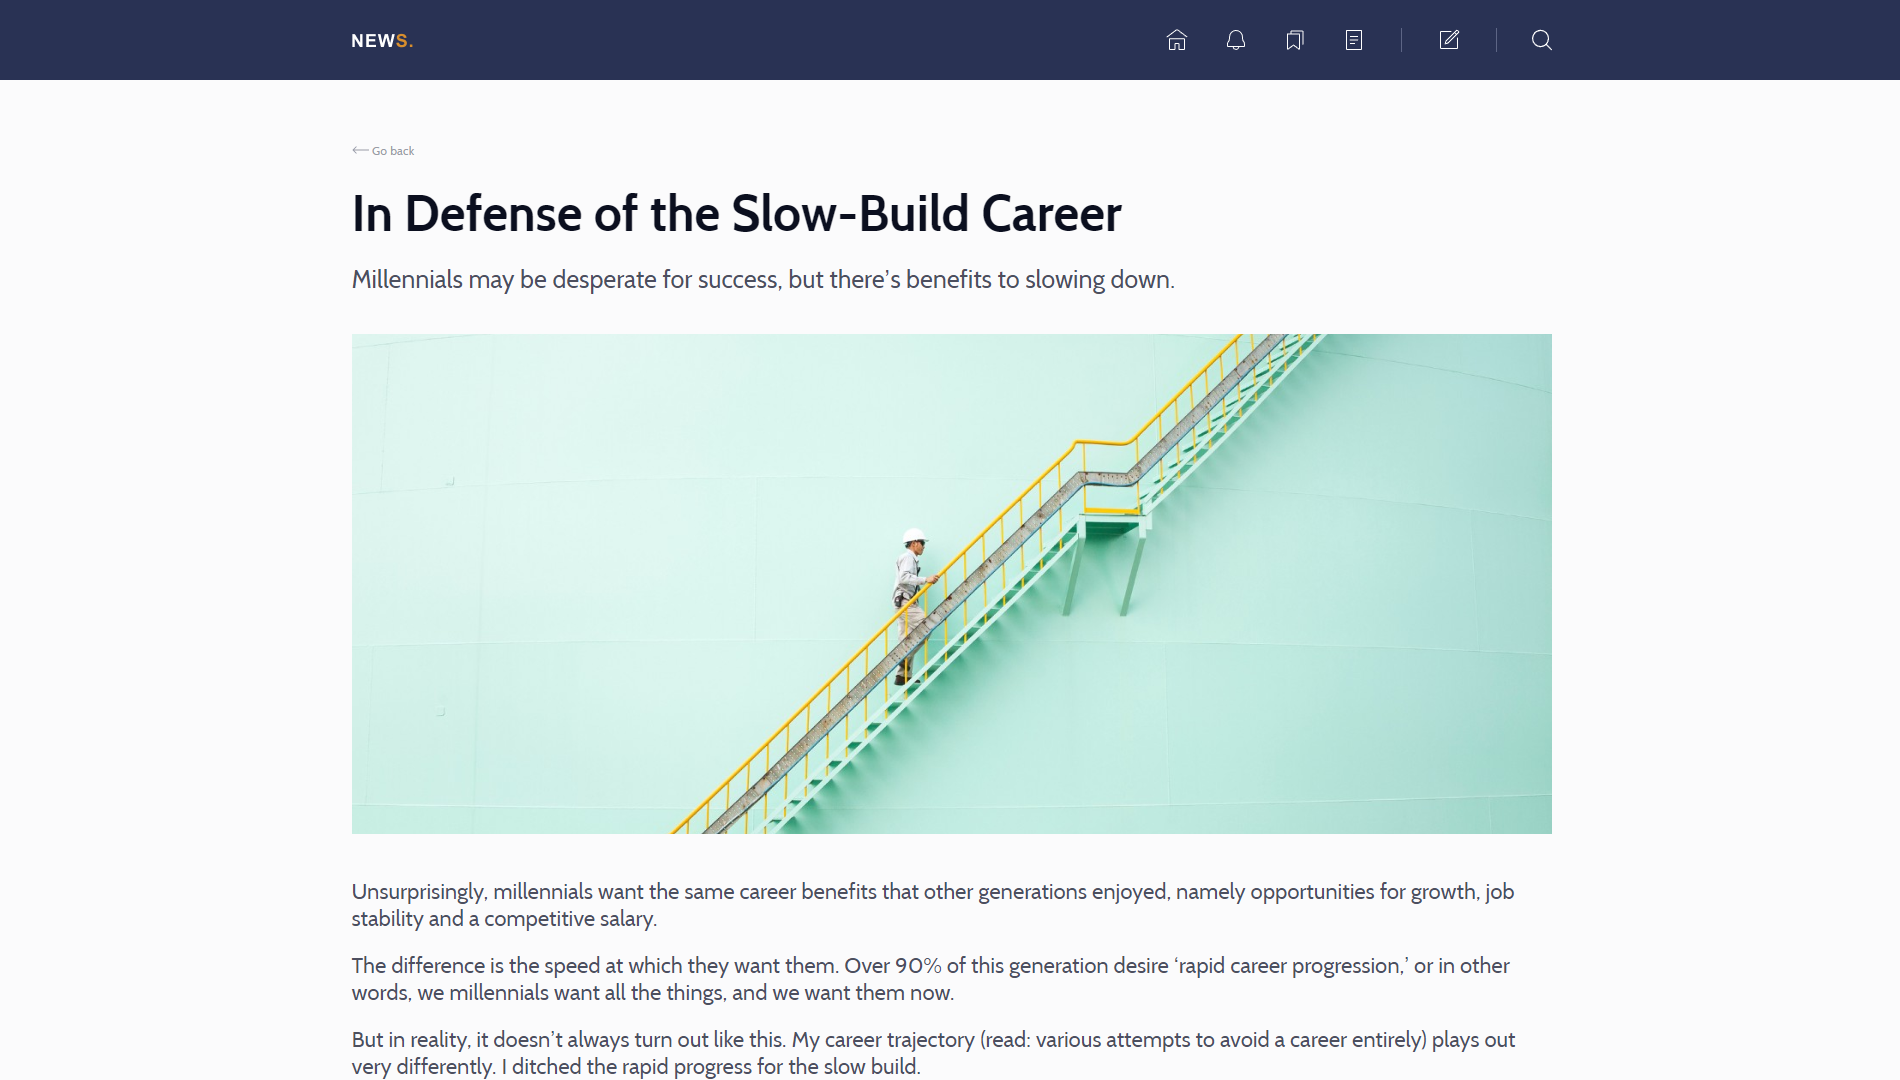 NEWS.
Go back
In Defense of the Slow-Build Career
Millennials may be desperate for success, but there’s benefits to slowing down.
Unsurprisingly, millennials want the same career benefits that other generations enjoyed, namely opportunities for growth, job
stability and a competitive salary.
The difference is the speed at which they want them. Over 90% of this generation desire ‘rapid career progression,’ or in other
words, we millennials want all the things, and we want them now.
But in reality, it doesn’t always turn out like this. My career trajectory (read: various attempts to avoid a career entirely) plays out
very differently. I ditched the rapid progress for the slow build.